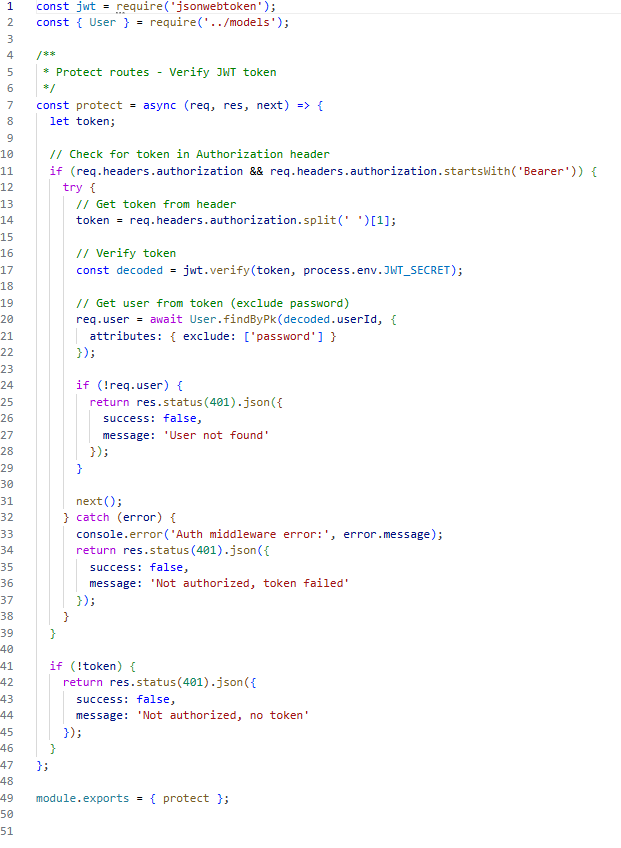 1 const jwt = require('jsonwebtoken');
2 const { User } = require('../models');
3
4 /**
5  * Protect routes - Verify JWT token
6  */
7 const protect = async (req, res, next) => {
8   let token;
9
10   // Check for token in Authorization header
11   if (req.headers.authorization && req.headers.authorization.startsWith('Bearer')) {
12     try {
13       // Get token from header
14       token = req.headers.authorization.split(' ')[1];
15
16       // Verify token
17       const decoded = jwt.verify(token, process.env.JWT_SECRET);
18
19       // Get user from token (exclude password)
20       req.user = await User.findByPk(decoded.userId, {
21         attributes: { exclude: ['password'] }
22       });
23
24       if (!req.user) {
25         return res.status(401).json({
26           success: false,
27           message: 'User not found'
28         });
29       }
30
31       next();
32     } catch (error) {
33       console.error('Auth middleware error:', error.message);
34       return res.status(401).json({
35         success: false,
36         message: 'Not authorized, token failed'
37       });
38     }
39   }
40
41   if (!token) {
42     return res.status(401).json({
43       success: false,
44       message: 'Not authorized, no token'
45     });
46   }
47 };
48
49 module.exports = { protect };
50
51